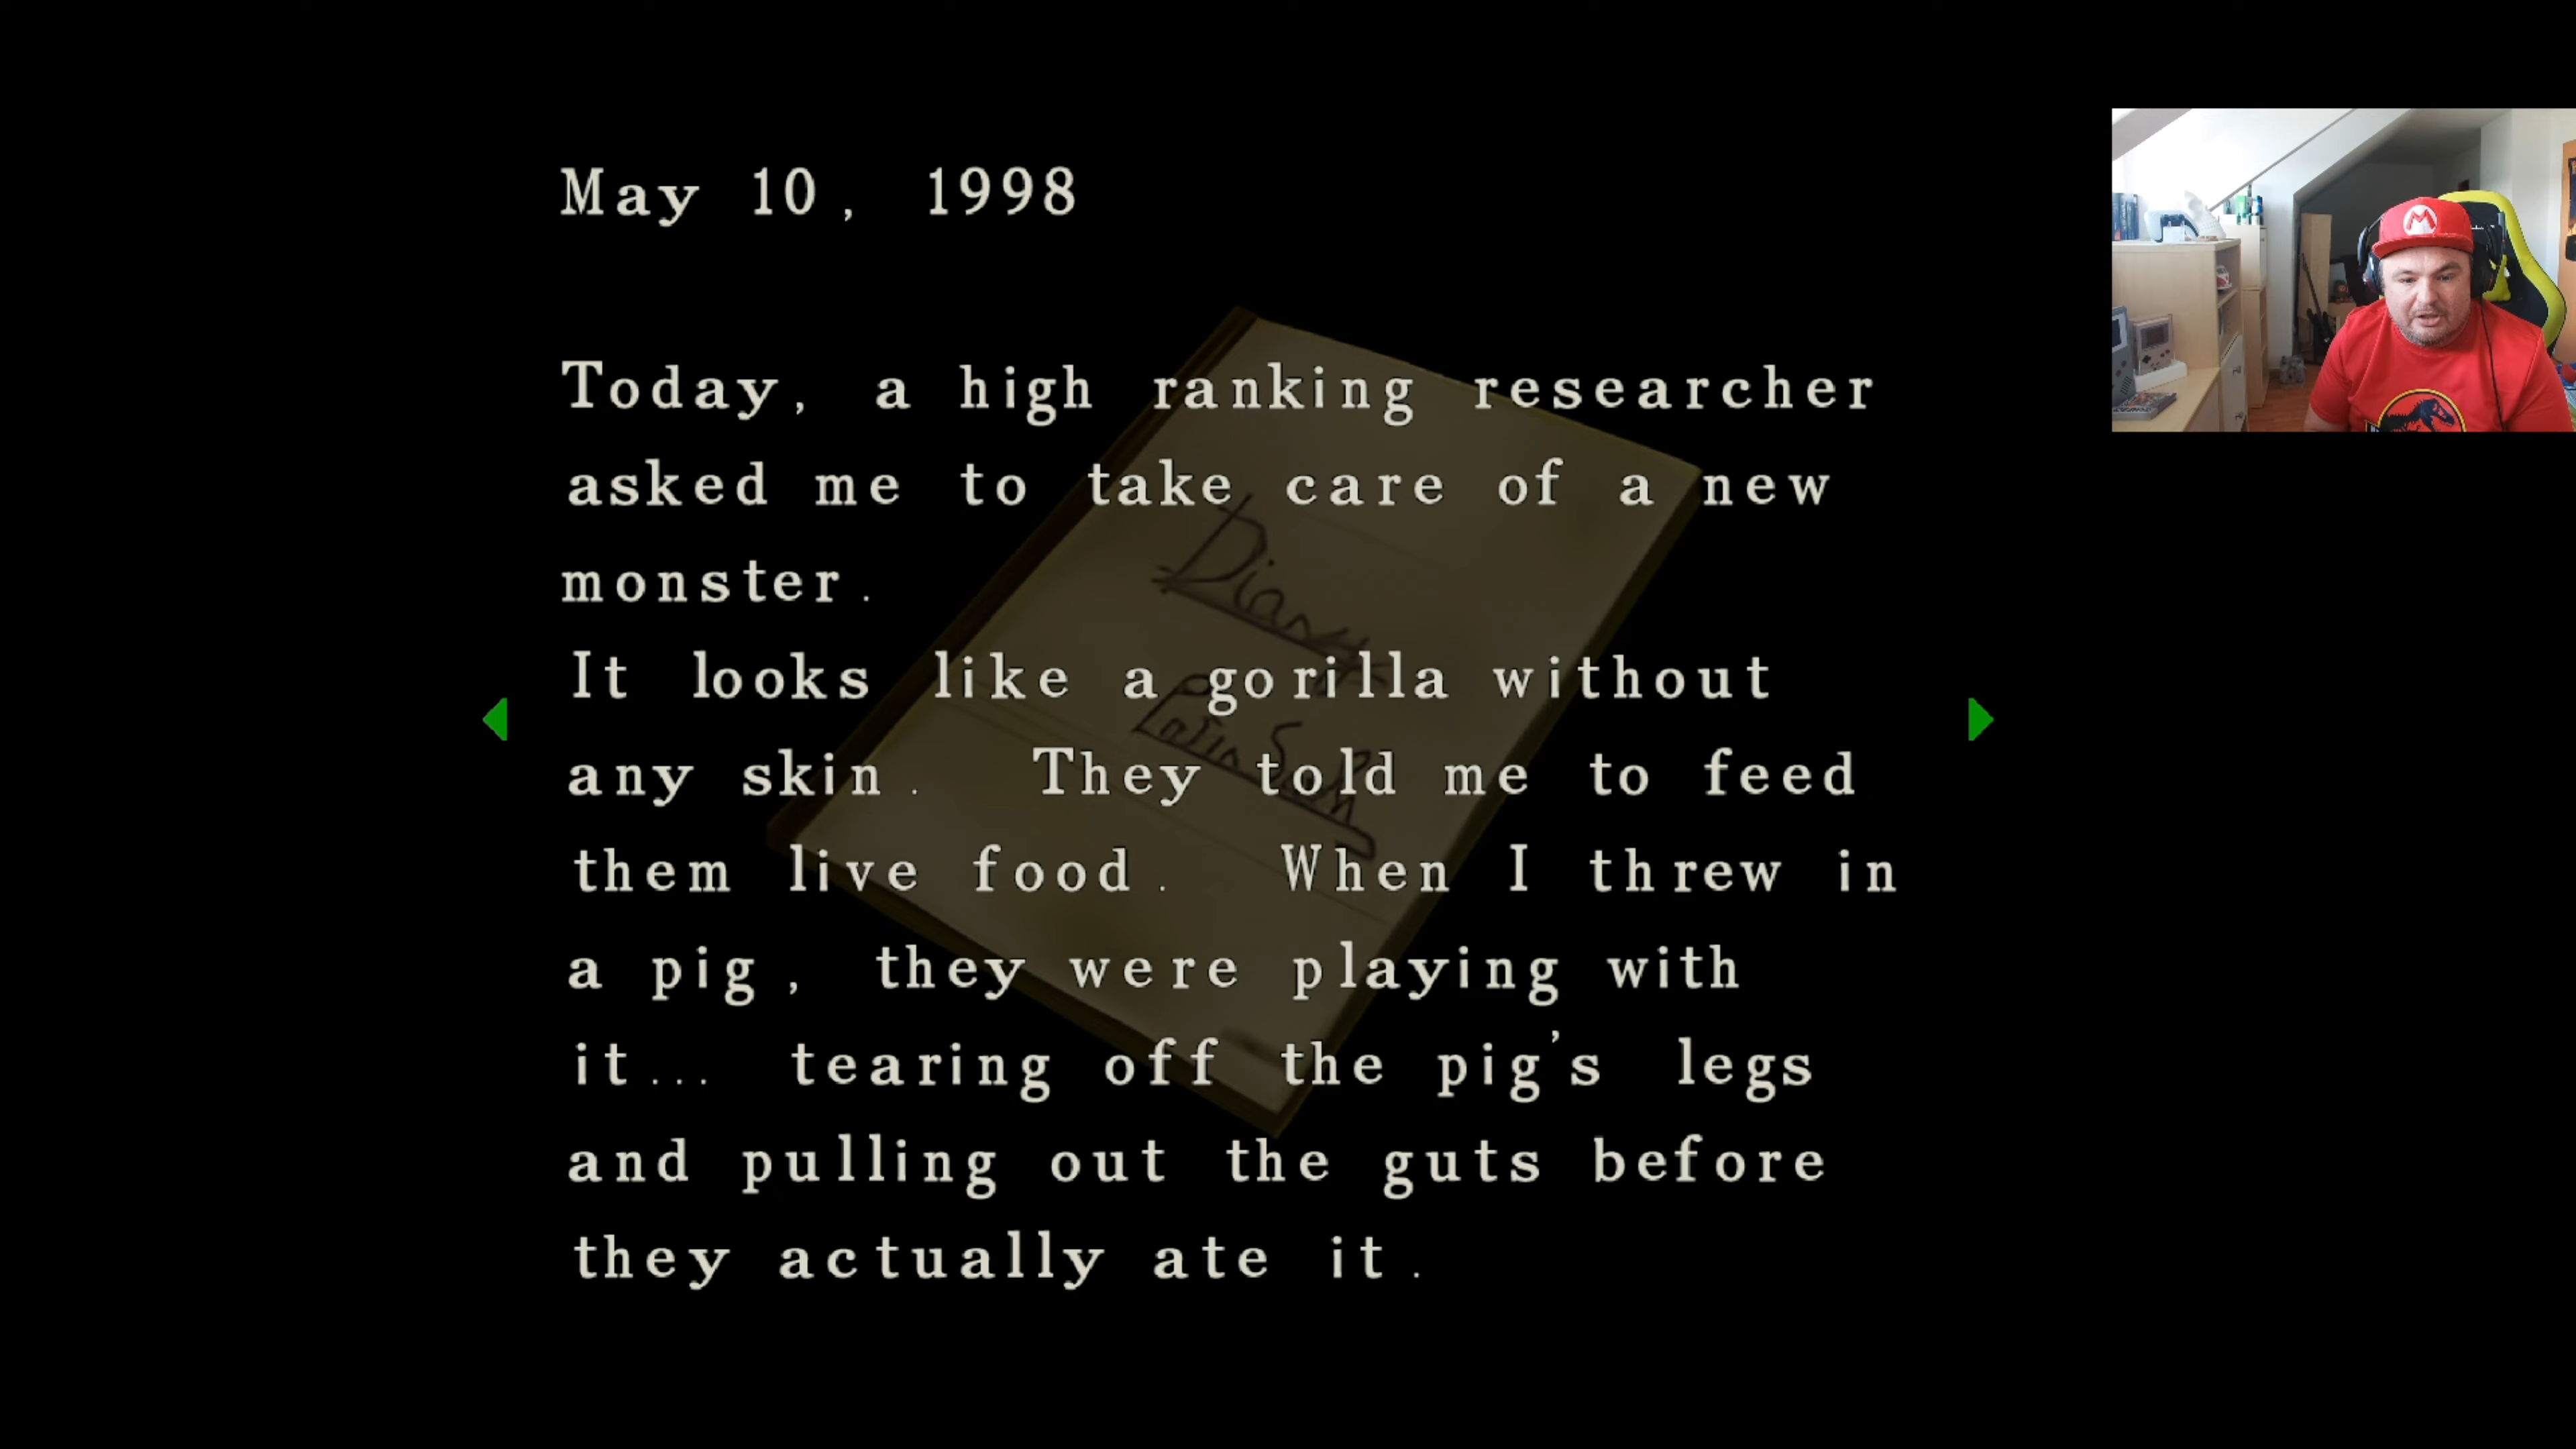 May 10, 1998
Today, a high ranking researcher
asked me to take care of a new
monster.
It looks like a gorilla without
any skin. They told me to feed
them live food. When I threw in
a pig, they were playing with
it... tearing off the pig's legs
and pulling out the guts before
they actually ate it.
Diary
M